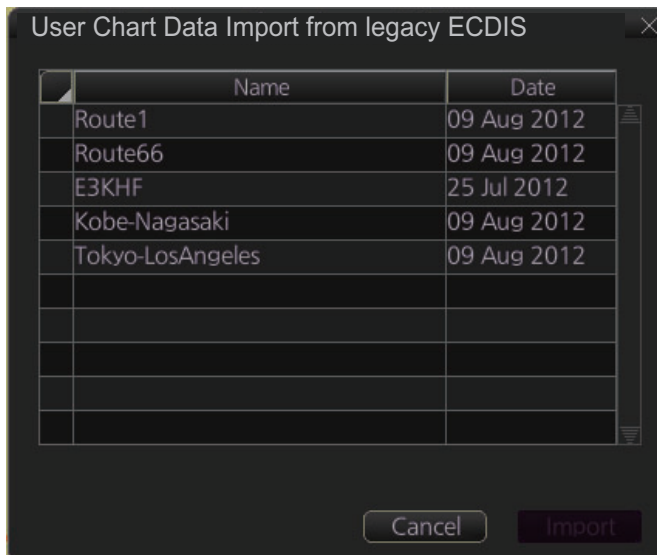 User Chart Data Import from legacy ECDIS
Name Date
Route1 09 Aug 2012
Route66 09 Aug 2012
E3KHF 25 Jul 2012
Kobe-Nagasaki 09 Aug 2012
Tokyo-LosAngeles 09 Aug 2012
Cancel Import